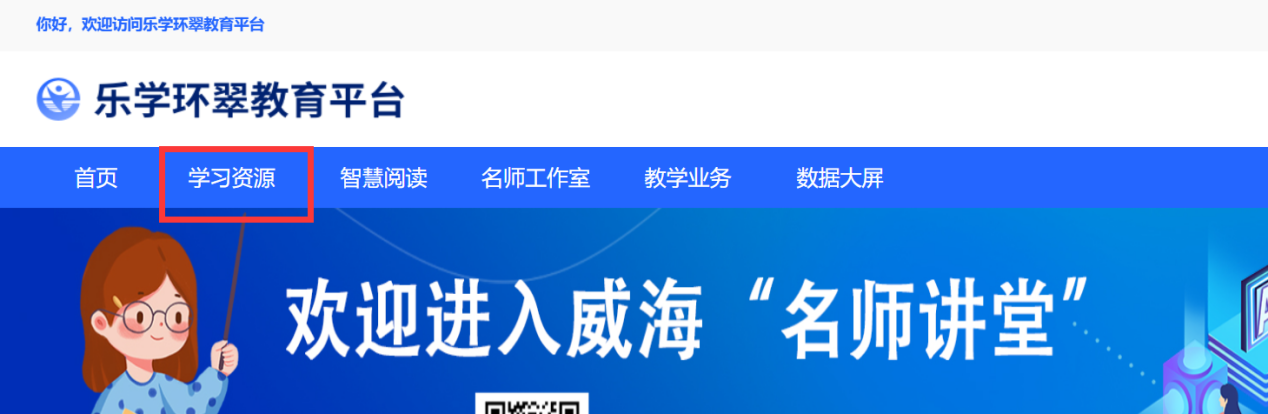 你好，欢迎访问乐学环翠教育平台
乐学环翠教育平台
首页 学习资源 智慧阅读 名师工作室 教学业务 数据大屏
欢迎进入威海“名师讲堂”